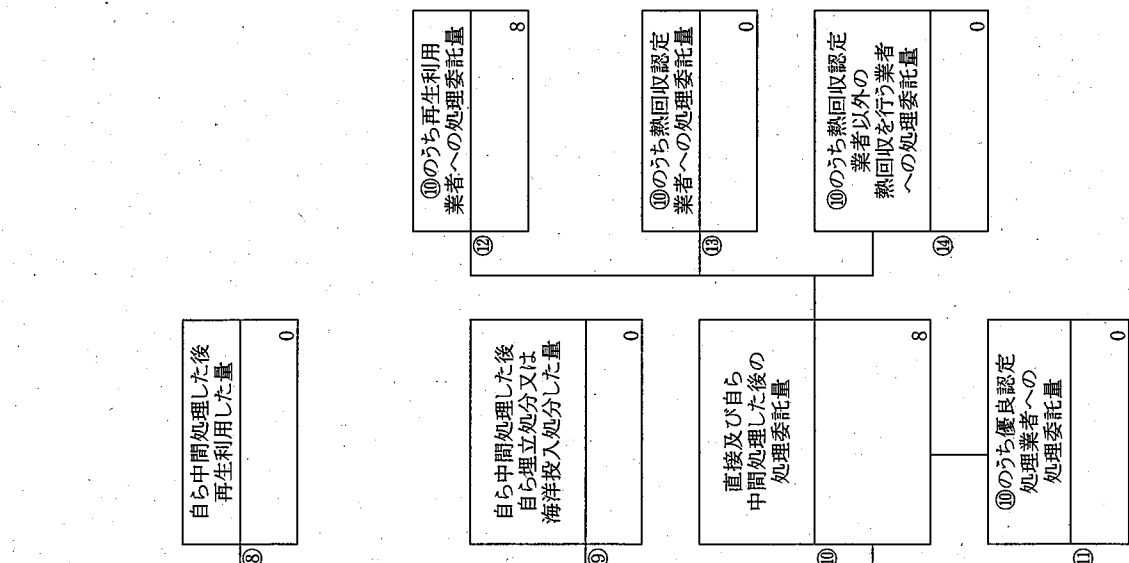 ⑧
自ら中間処理した後
再生利用した量
0
⑨
自ら中間処理した後
自ら埋立処分又は
海洋投入処分した量
0
⑩
直接及び自ら
中間処理した後の
処理委託量
8
⑪
⑩のうち優良認定
処理業者への
処理委託量
0
⑫
⑩のうち再生利用
業者への処理委託量
8
⑬
⑩のうち熱回収認定
業者への処理委託量
0
⑭
⑩のうち熱回収認定
業者以外の
熱回収を行う業者
への処理委託量
0